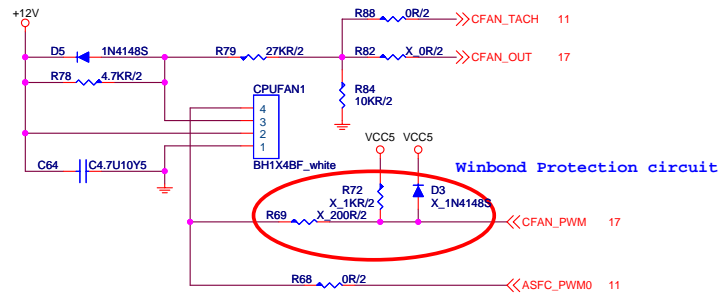 +12V
R88 0R/2 CFAN_TACH 11
D5 1N4148S R79 27KR/2 R82 X_0R/2 CFAN_OUT 17
R78 4.7KR/2
CPUFAN1 R84
10KR/2
4
3
2
1
VCC5 VCC5
C64 C4.7U10Y5 BH1X4BF_white Winbond Protection circuit
R72 D3
X_1KR/2 X_1N4148S
R69 X_200R/2 CFAN_PWM 17
R68 0R/2 ASFC_PWM0 11